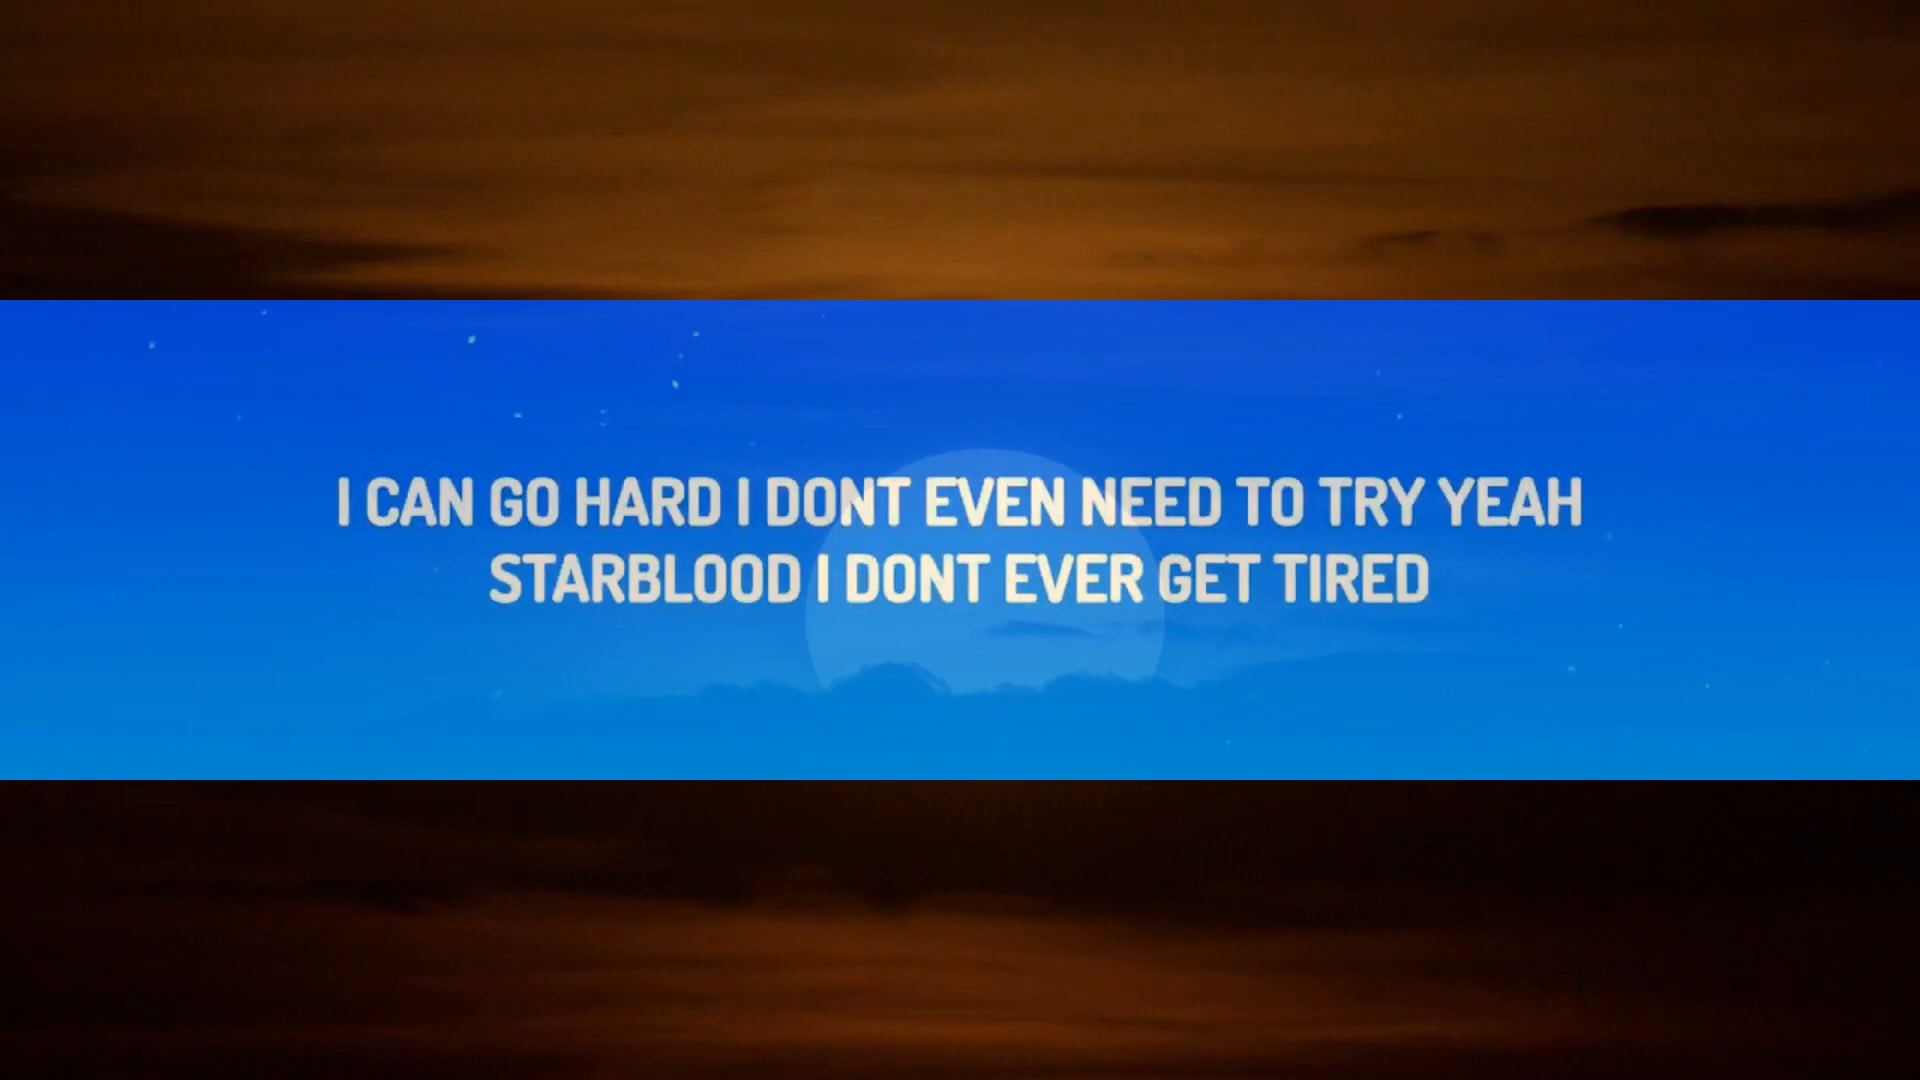 I CAN GO HARD I DONT EVEN NEED TO TRY YEAH
STARBLOOD I DONT EVER GET TIRED